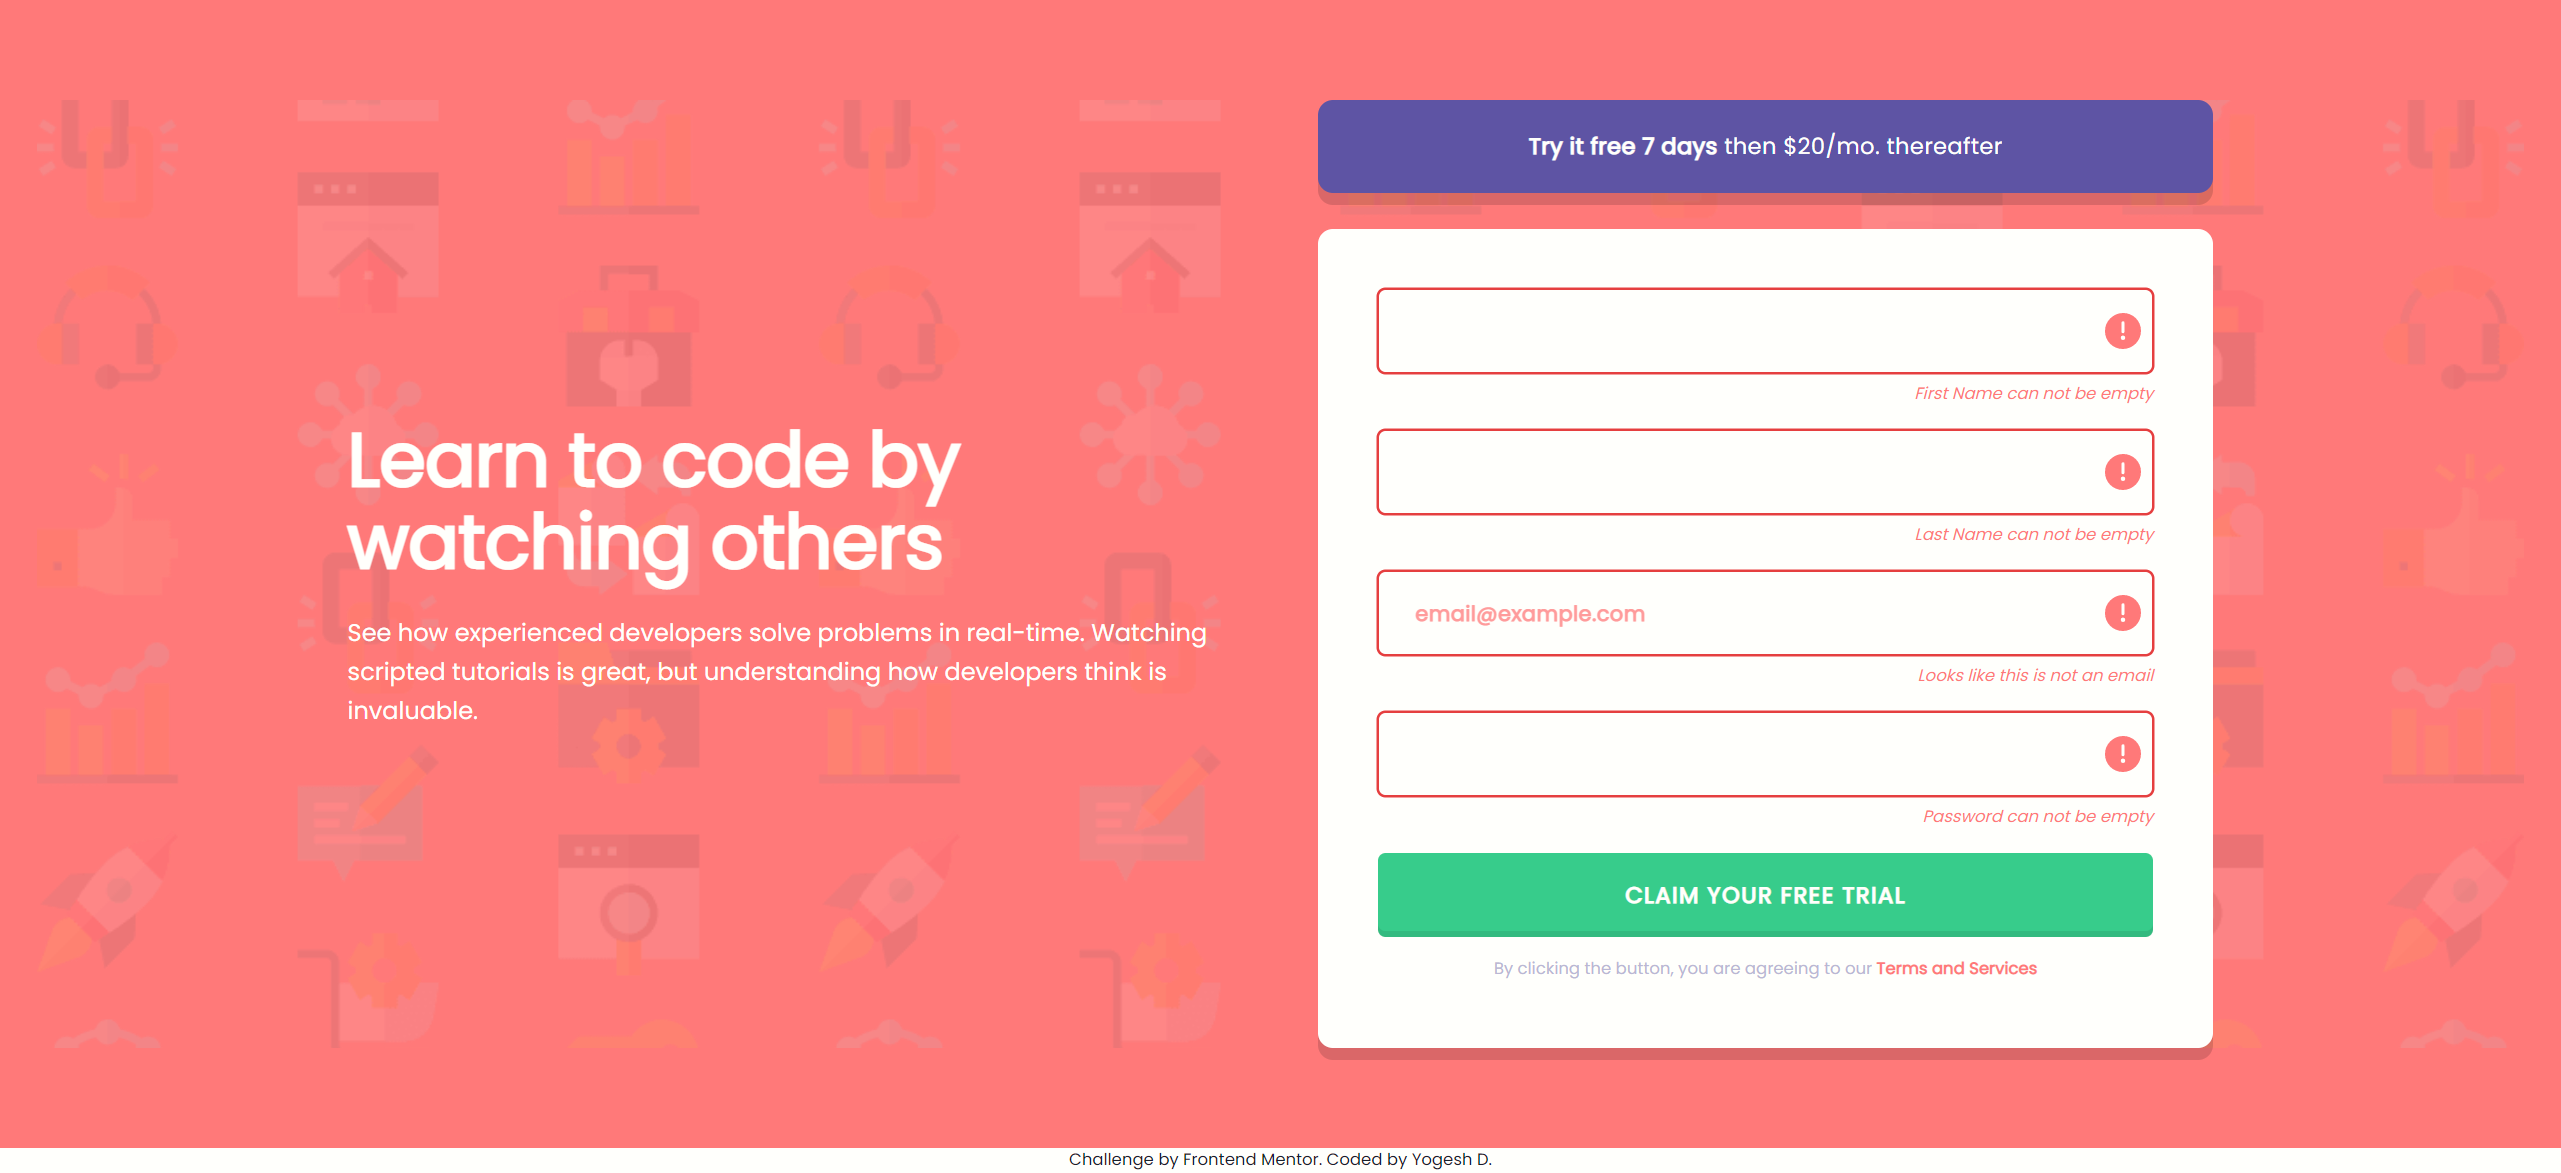 Learn to code by
watching others
See how experienced developers solve problems in real-time. Watching
scripted tutorials is great, but understanding how developers think is
invaluable.
Try it free 7 days then $20/mo. thereafter
First Name can not be empty
Last Name can not be empty
email@example.com
Looks like this is not an email
Password can not be empty
CLAIM YOUR FREE TRIAL
By clicking the button, you are agreeing to our Terms and Services
Challenge by Frontend Mentor. Coded by Yogesh D.